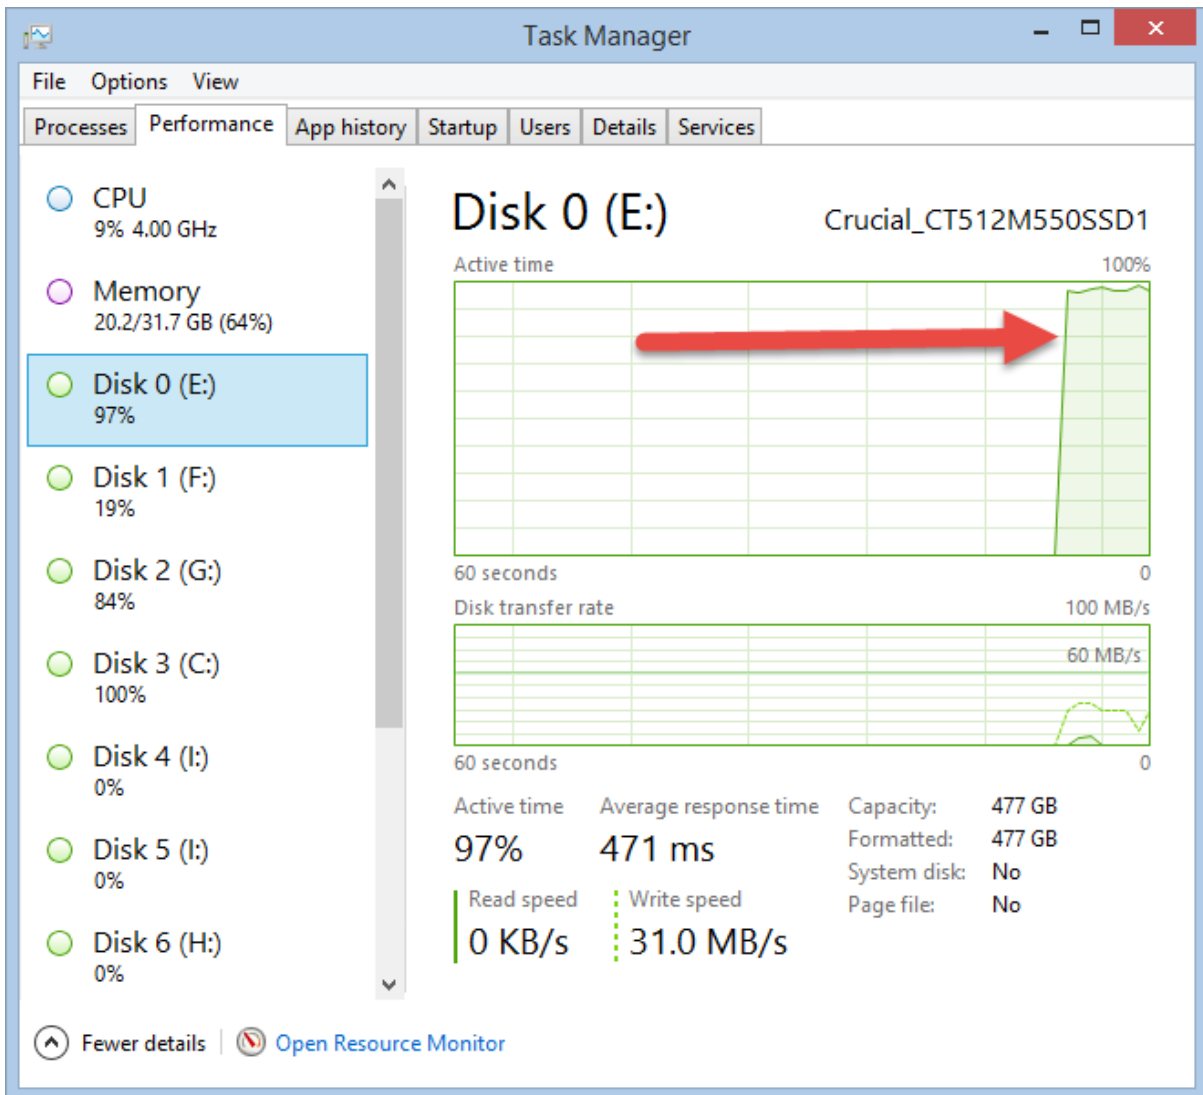 Task Manager
File Options View
Processes Performance App history Startup Users Details Services
CPU
9% 4.00 GHz
Memory
20.2/31.7 GB (64%)
Disk 0 (E:)
97%
Disk 1 (F:)
19%
Disk 2 (G:)
84%
Disk 3 (C:)
100%
Disk 4 (I:)
0%
Disk 5 (I:)
0%
Disk 6 (H:)
0%
Disk 0 (E:) Crucial_CT512M550SSD1
Active time 100%
60 seconds 0
Disk transfer rate 100 MB/s
60 MB/s
60 seconds 0
Active time Average response time
97% 471 ms
Read speed Write speed
0 KB/s 31.0 MB/s
Capacity: 477 GB
Formatted: 477 GB
System disk: No
Page file: No
Fewer details Open Resource Monitor